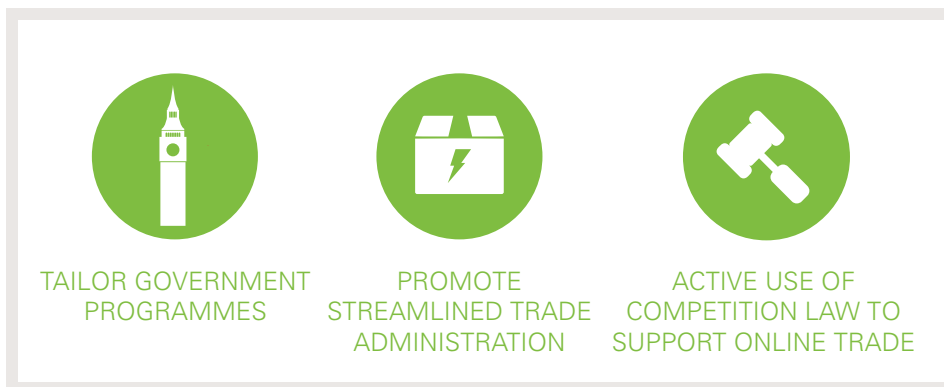 TAILOR GOVERNMENT
PROGRAMMES
PROMOTE
STREAMLINED TRADE
ADMINISTRATION
ACTIVE USE OF
COMPETITION LAW TO
SUPPORT ONLINE TRADE